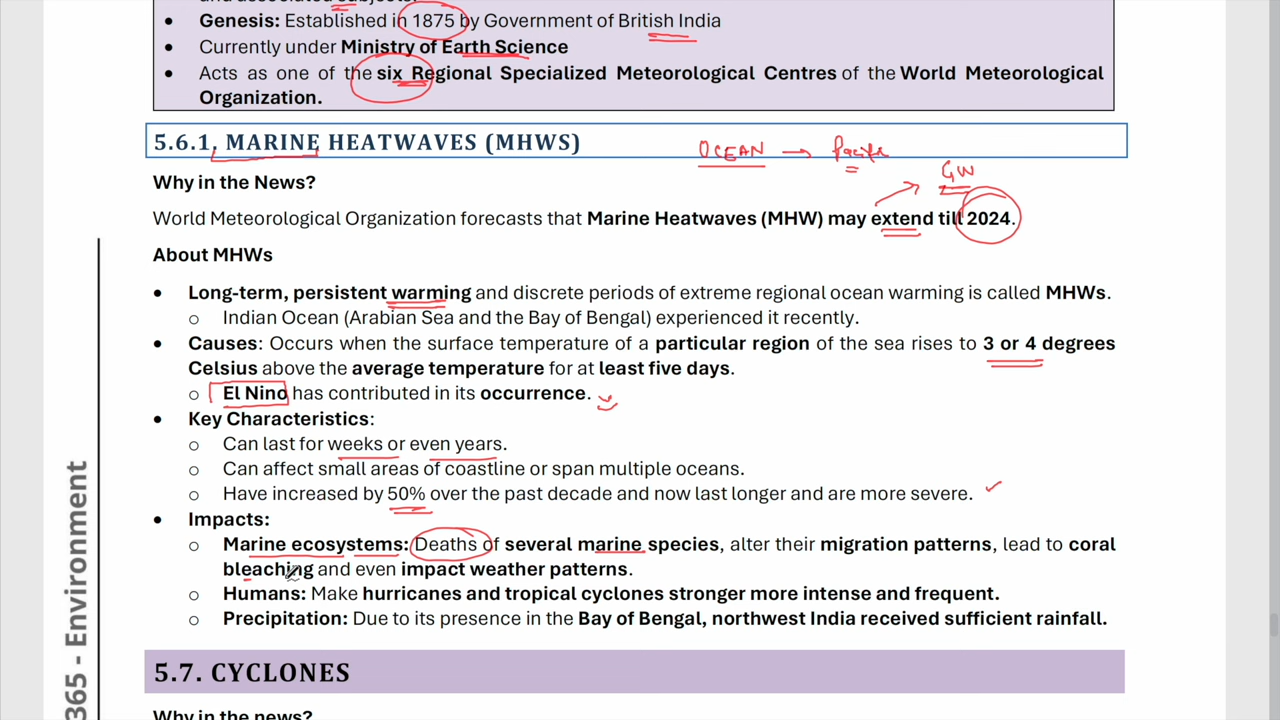 and associated subjects.
• Genesis: Established in 1875 by Government of British India
• Currently under Ministry of Earth Science
• Acts as one of the six Regional Specialized Meteorological Centres of the World Meteorological
Organization.
5.6.1. MARINE HEATWAVES (MHWS)
OCEAN → Pacific
Why in the News?
GW
World Meteorological Organization forecasts that Marine Heatwaves (MHW) may extend till 2024.
About MHWs
• Long-term, persistent warming and discrete periods of extreme regional ocean warming is called MHWs.
o Indian Ocean (Arabian Sea and the Bay of Bengal) experienced it recently.
• Causes: Occurs when the surface temperature of a particular region of the sea rises to 3 or 4 degrees
Celsius above the average temperature for at least five days.
o El Nino has contributed in its occurrence.
• Key Characteristics:
o Can last for weeks or even years.
o Can affect small areas of coastline or span multiple oceans.
o Have increased by 50% over the past decade and now last longer and are more severe.
• Impacts:
o Marine ecosystems: Deaths of several marine species, alter their migration patterns, lead to coral
bleaching and even impact weather patterns.
o Humans: Make hurricanes and tropical cyclones stronger more intense and frequent.
o Precipitation: Due to its presence in the Bay of Bengal, northwest India received sufficient rainfall.
5.7. CYCLONES
Why in the news?
365 - Environment